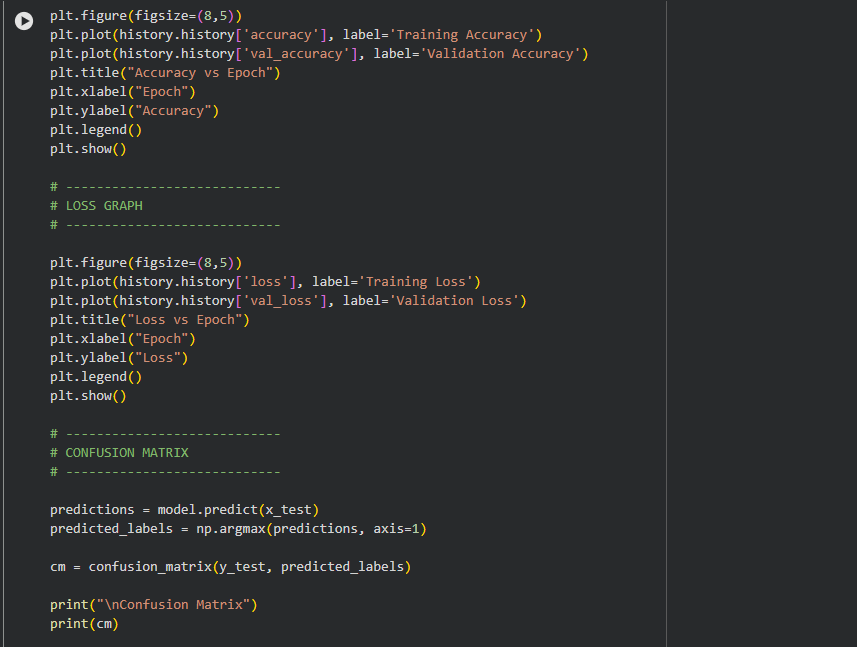 plt.figure(figsize=(8,5))
plt.plot(history.history['accuracy'], label='Training Accuracy')
plt.plot(history.history['val_accuracy'], label='Validation Accuracy')
plt.title("Accuracy vs Epoch")
plt.xlabel("Epoch")
plt.ylabel("Accuracy")
plt.legend()
plt.show()

# ----------------------------
# LOSS GRAPH
# ----------------------------

plt.figure(figsize=(8,5))
plt.plot(history.history['loss'], label='Training Loss')
plt.plot(history.history['val_loss'], label='Validation Loss')
plt.title("Loss vs Epoch")
plt.xlabel("Epoch")
plt.ylabel("Loss")
plt.legend()
plt.show()

# ----------------------------
# CONFUSION MATRIX
# ----------------------------

predictions = model.predict(x_test)
predicted_labels = np.argmax(predictions, axis=1)

cm = confusion_matrix(y_test, predicted_labels)

print("\nConfusion Matrix")
print(cm)